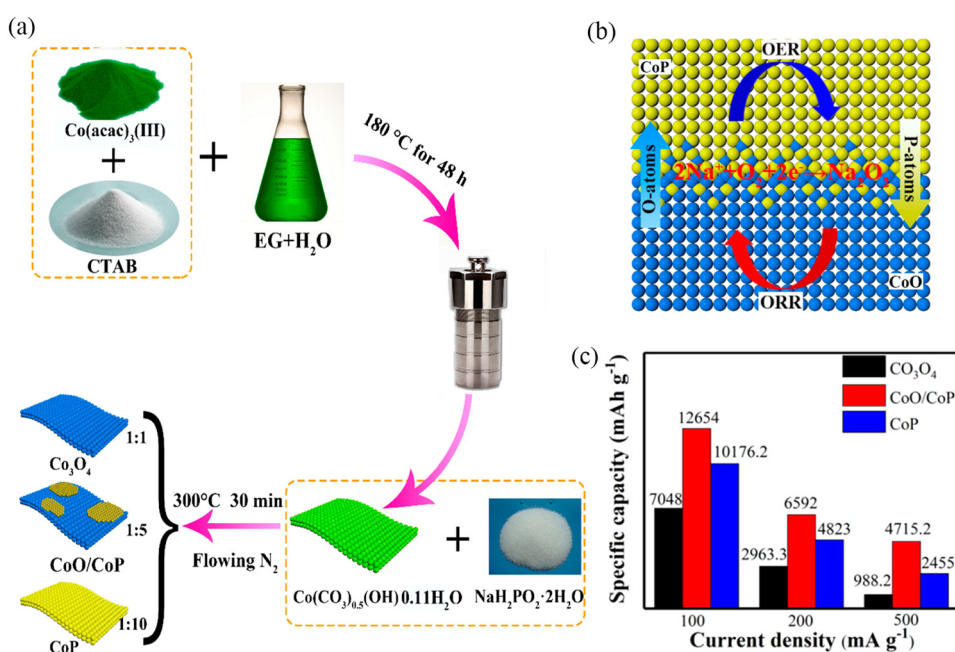 (a)
Co(acac)₃(III)
+
CTAB
+
EG+H₂O
180 °C for 48 h
Co₃O₄
1:1
CoO/CoP
1:5
CoP
1:10
300°C 30 min
Flowing N₂
Co(CO₃)₀.₅(OH)0.11H₂O
+
NaH₂PO₂·2H₂O
(b)
CoP
OER
O-atoms
P-atoms
2Na⁺+O₂+2e⁻→Na₂O₂
ORR
CoO
(c)
Specific capacity (mAh g⁻¹)
CO₃O₄
CoO/CoP
CoP
7048
12654
10176.2
2963.3
6592
4823
988.2
4715.2
2455
100
200
500
Current density (mA g⁻¹)